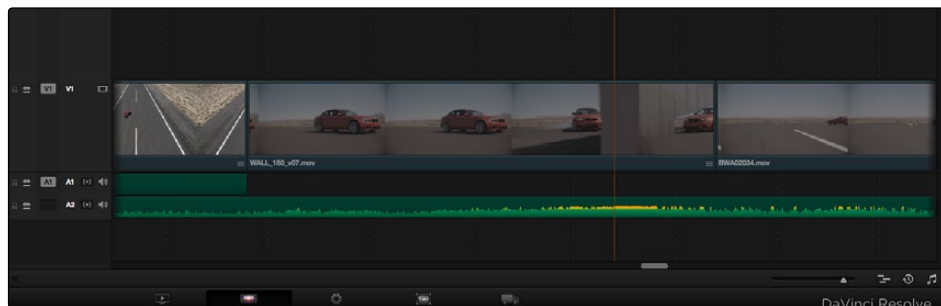 V1 V1
WALL_160_v07.mov
BWA02034.mov
A1 A1
A2
DaVinci Resolve